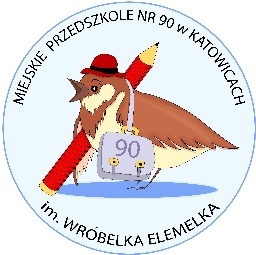 MIEJSKIE PRZEDSZKOLE NR 90 w KATOWICACH
90
im. WRÓBELKA ELEMELKA